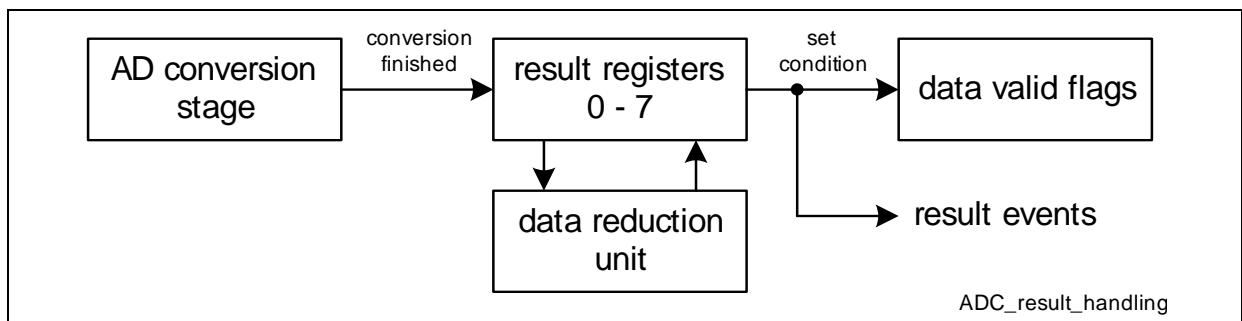 AD conversion
stage
conversion
finished
result registers
0 - 7
set
condition
data valid flags
data reduction
unit
result events
ADC_result_handling